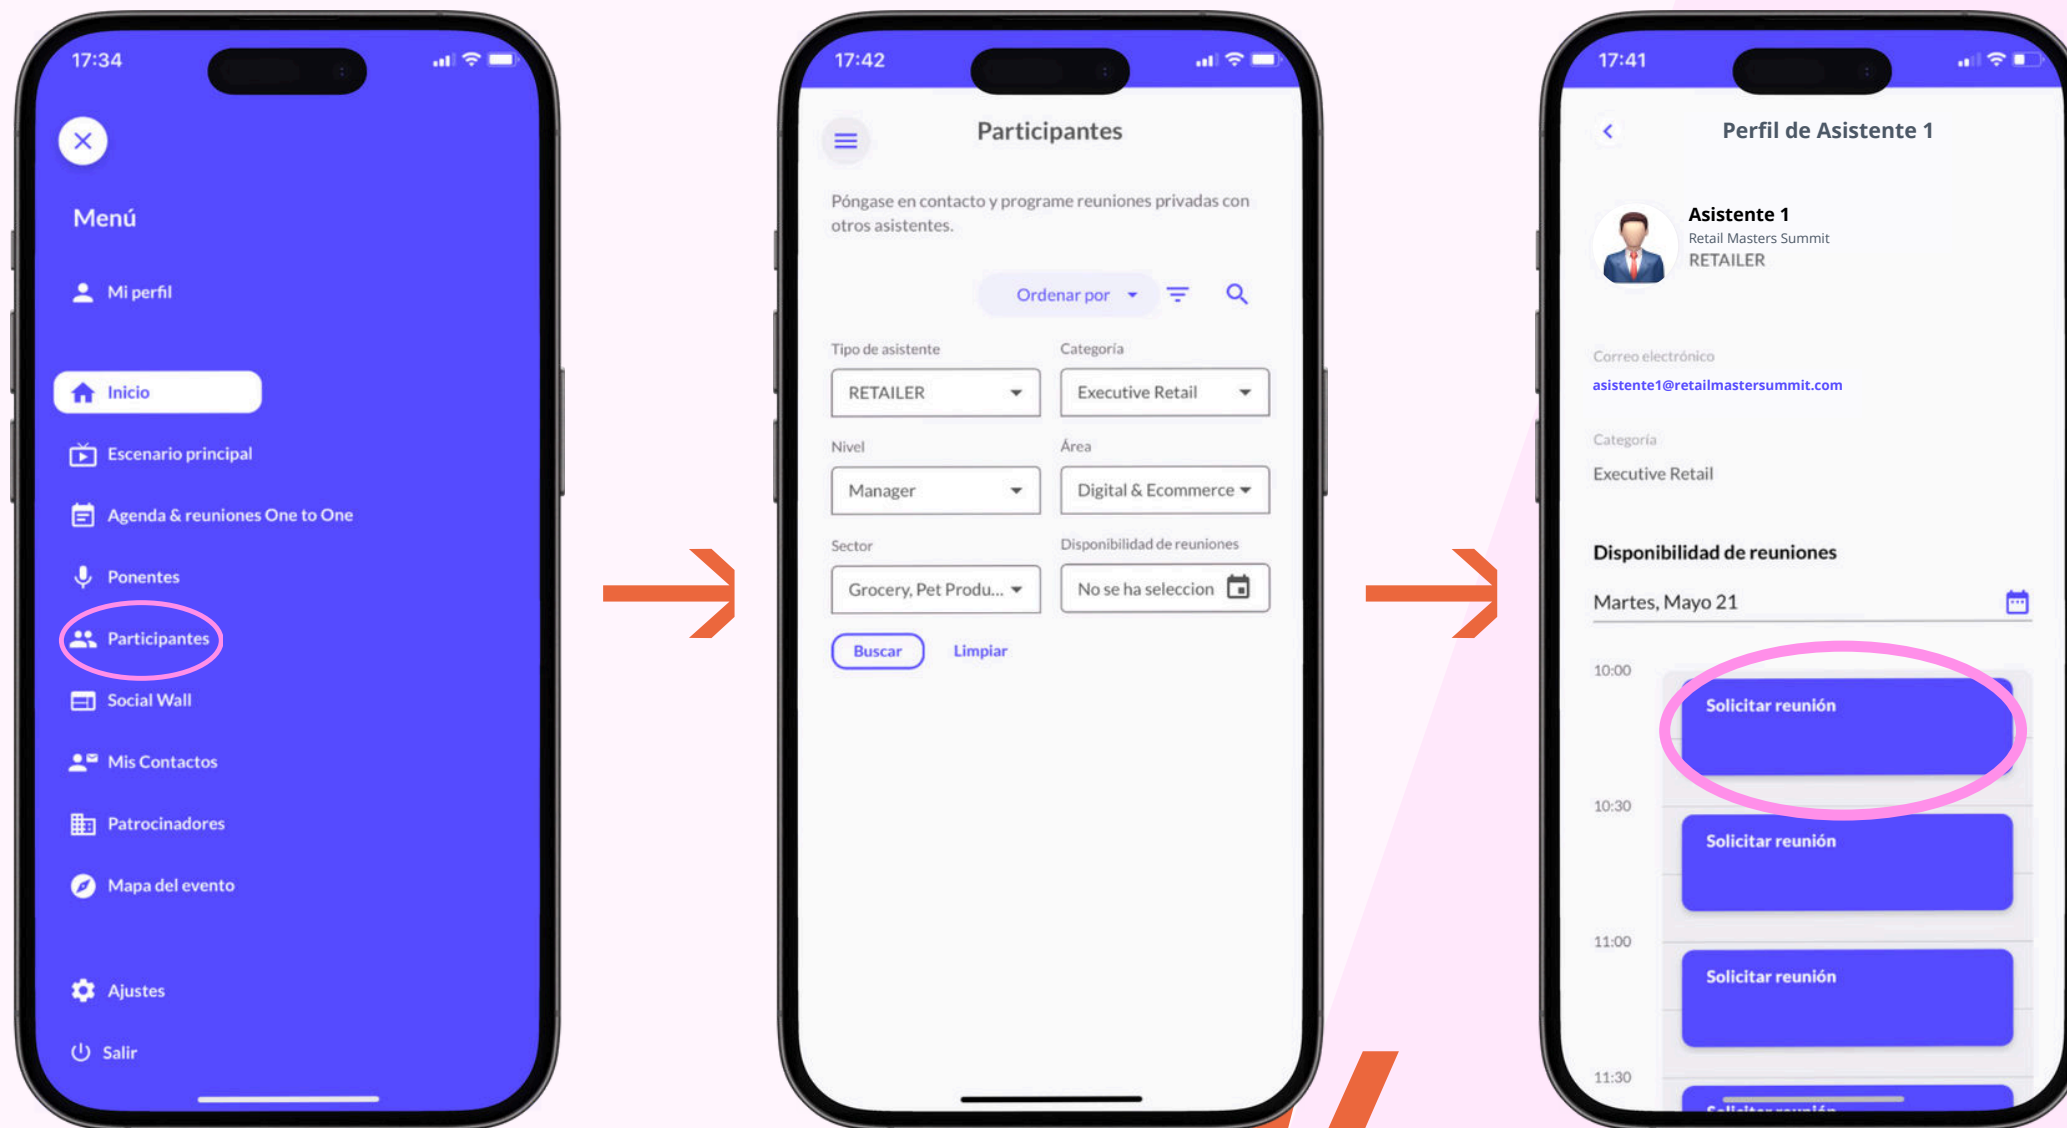 17:34
Menú
Mi perfil
Inicio
Escenario principal
Agenda & reuniones One to One
Ponentes
Participantes
Social Wall
Mis Contactos
Patrocinadores
Mapa del evento
Ajustes
Salir
17:42
Participantes
Póngase en contacto y programe reuniones privadas con
otros asistentes.
Ordenar por
Tipo de asistente
Categoría
RETAILER
Executive Retail
Nivel
Área
Manager
Digital & Ecommerce
Sector
Disponibilidad de reuniones
Grocery, Pet Produ...
No se ha seleccion
Buscar
Limpiar
17:41
Perfil de Asistente 1
Asistente 1
Retail Masters Summit
RETAILER
Correo electrónico
asistente1@retailmastersummit.com
Categoría
Executive Retail
Disponibilidad de reuniones
Martes, Mayo 21
10:00
Solicitar reunión
10:30
Solicitar reunión
11:00
Solicitar reunión
11:30